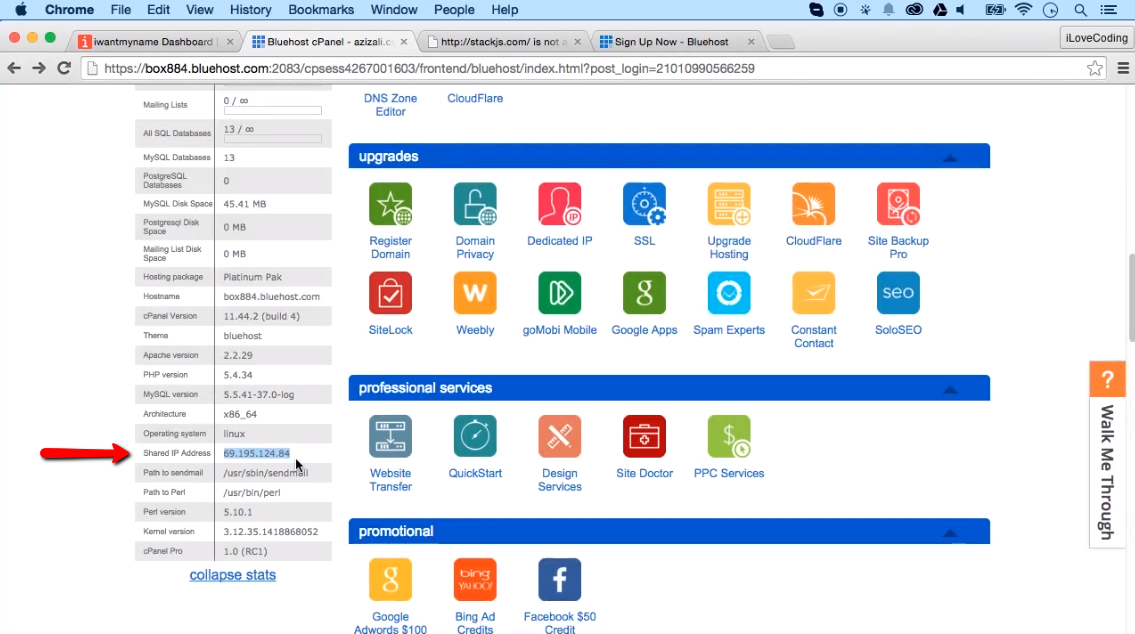 Chrome File Edit View History Bookmarks Window People Help
iwantmyname Dashboard
Bluehost cPanel - azizali.c
http://stackjs.com/ is not a
Sign Up Now - Bluehost
iLoveCoding
https://box884.bluehost.com:2083/cpsess4267001603/frontend/bluehost/index.html?post_login=21010990566259
Mailing Lists 0 / ∞
All SQL Databases 13 / ∞
MySQL Databases 13
PostgreSQL
Databases 0
MySQL Disk Space 45.41 MB
Postgresql Disk
Space 0 MB
Mailing List Disk
Space 0 MB
Hosting package Platinum Pak
Hostname box884.bluehost.com
cPanel Version 11.44.2 (build 4)
Theme bluehost
Apache version 2.2.29
PHP version 5.4.34
MySQL version 5.5.41-37.0-log
Architecture x86_64
Operating system linux
Shared IP Address 69.195.124.84
Path to sendmail /usr/sbin/sendmail
Path to Perl /usr/bin/perl
Perl version 5.10.1
Kernel version 3.12.35.1418868052
cPanel Pro 1.0 (RC1)
collapse stats
DNS Zone
Editor
CloudFlare
upgrades
IP
Register
Domain
Domain
Privacy
Dedicated IP
SSL
Upgrade
Hosting
CloudFlare
Site Backup
Pro
W
g
seo
SiteLock
Weebly
goMobi Mobile
Google Apps
Spam Experts
Constant
Contact
SoloSEO
professional services
$
Website
Transfer
QuickStart
Design
Services
Site Doctor
PPC Services
promotional
g
bing
YAHOO!
f
Google
Adwords $100
Bing Ad
Credits
Facebook $50
Credit
?
Walk Me Through